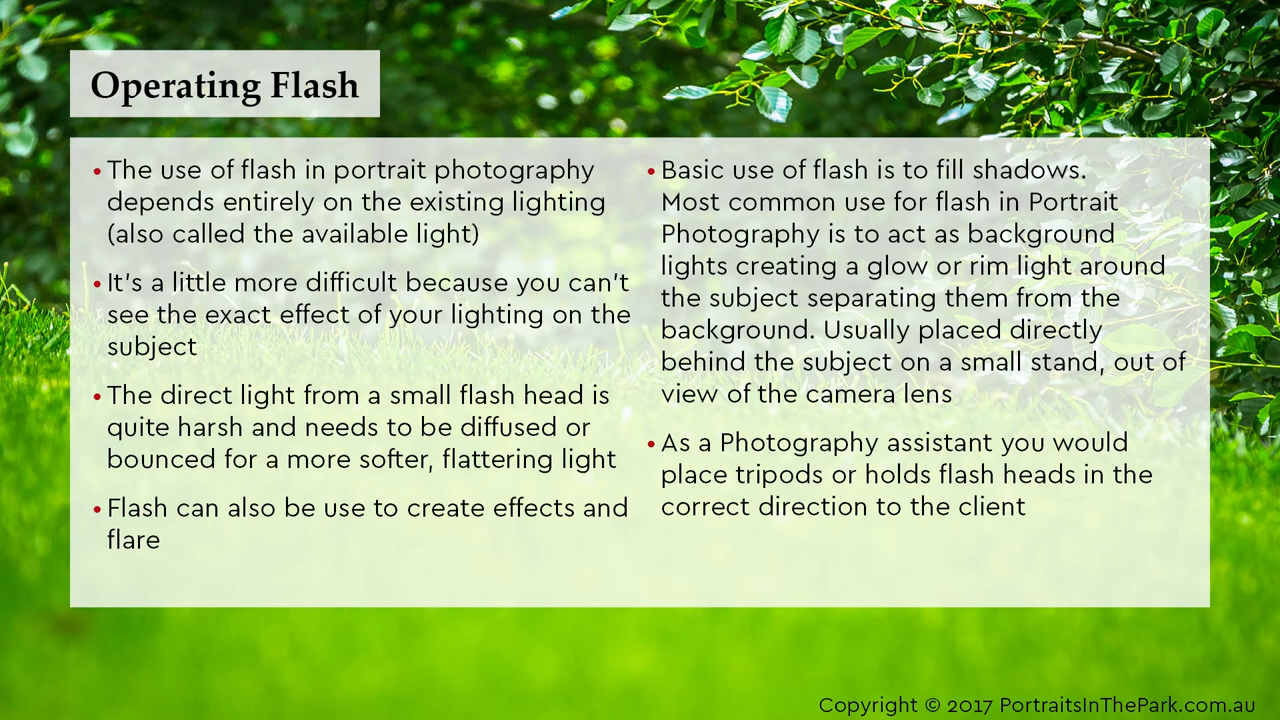 Operating Flash
• The use of flash in portrait photography
depends entirely on the existing lighting
(also called the available light)
• It's a little more difficult because you can't
see the exact effect of your lighting on the
subject
• The direct light from a small flash head is
quite harsh and needs to be diffused or
bounced for a more softer, flattering light
• Flash can also be use to create effects and
flare
• Basic use of flash is to fill shadows.
Most common use for flash in Portrait
Photography is to act as background
lights creating a glow or rim light around
the subject separating them from the
background. Usually placed directly
behind the subject on a small stand, out of
view of the camera lens
• As a Photography assistant you would
place tripods or holds flash heads in the
correct direction to the client
Copyright © 2017 PortraitsInThePark.com.au